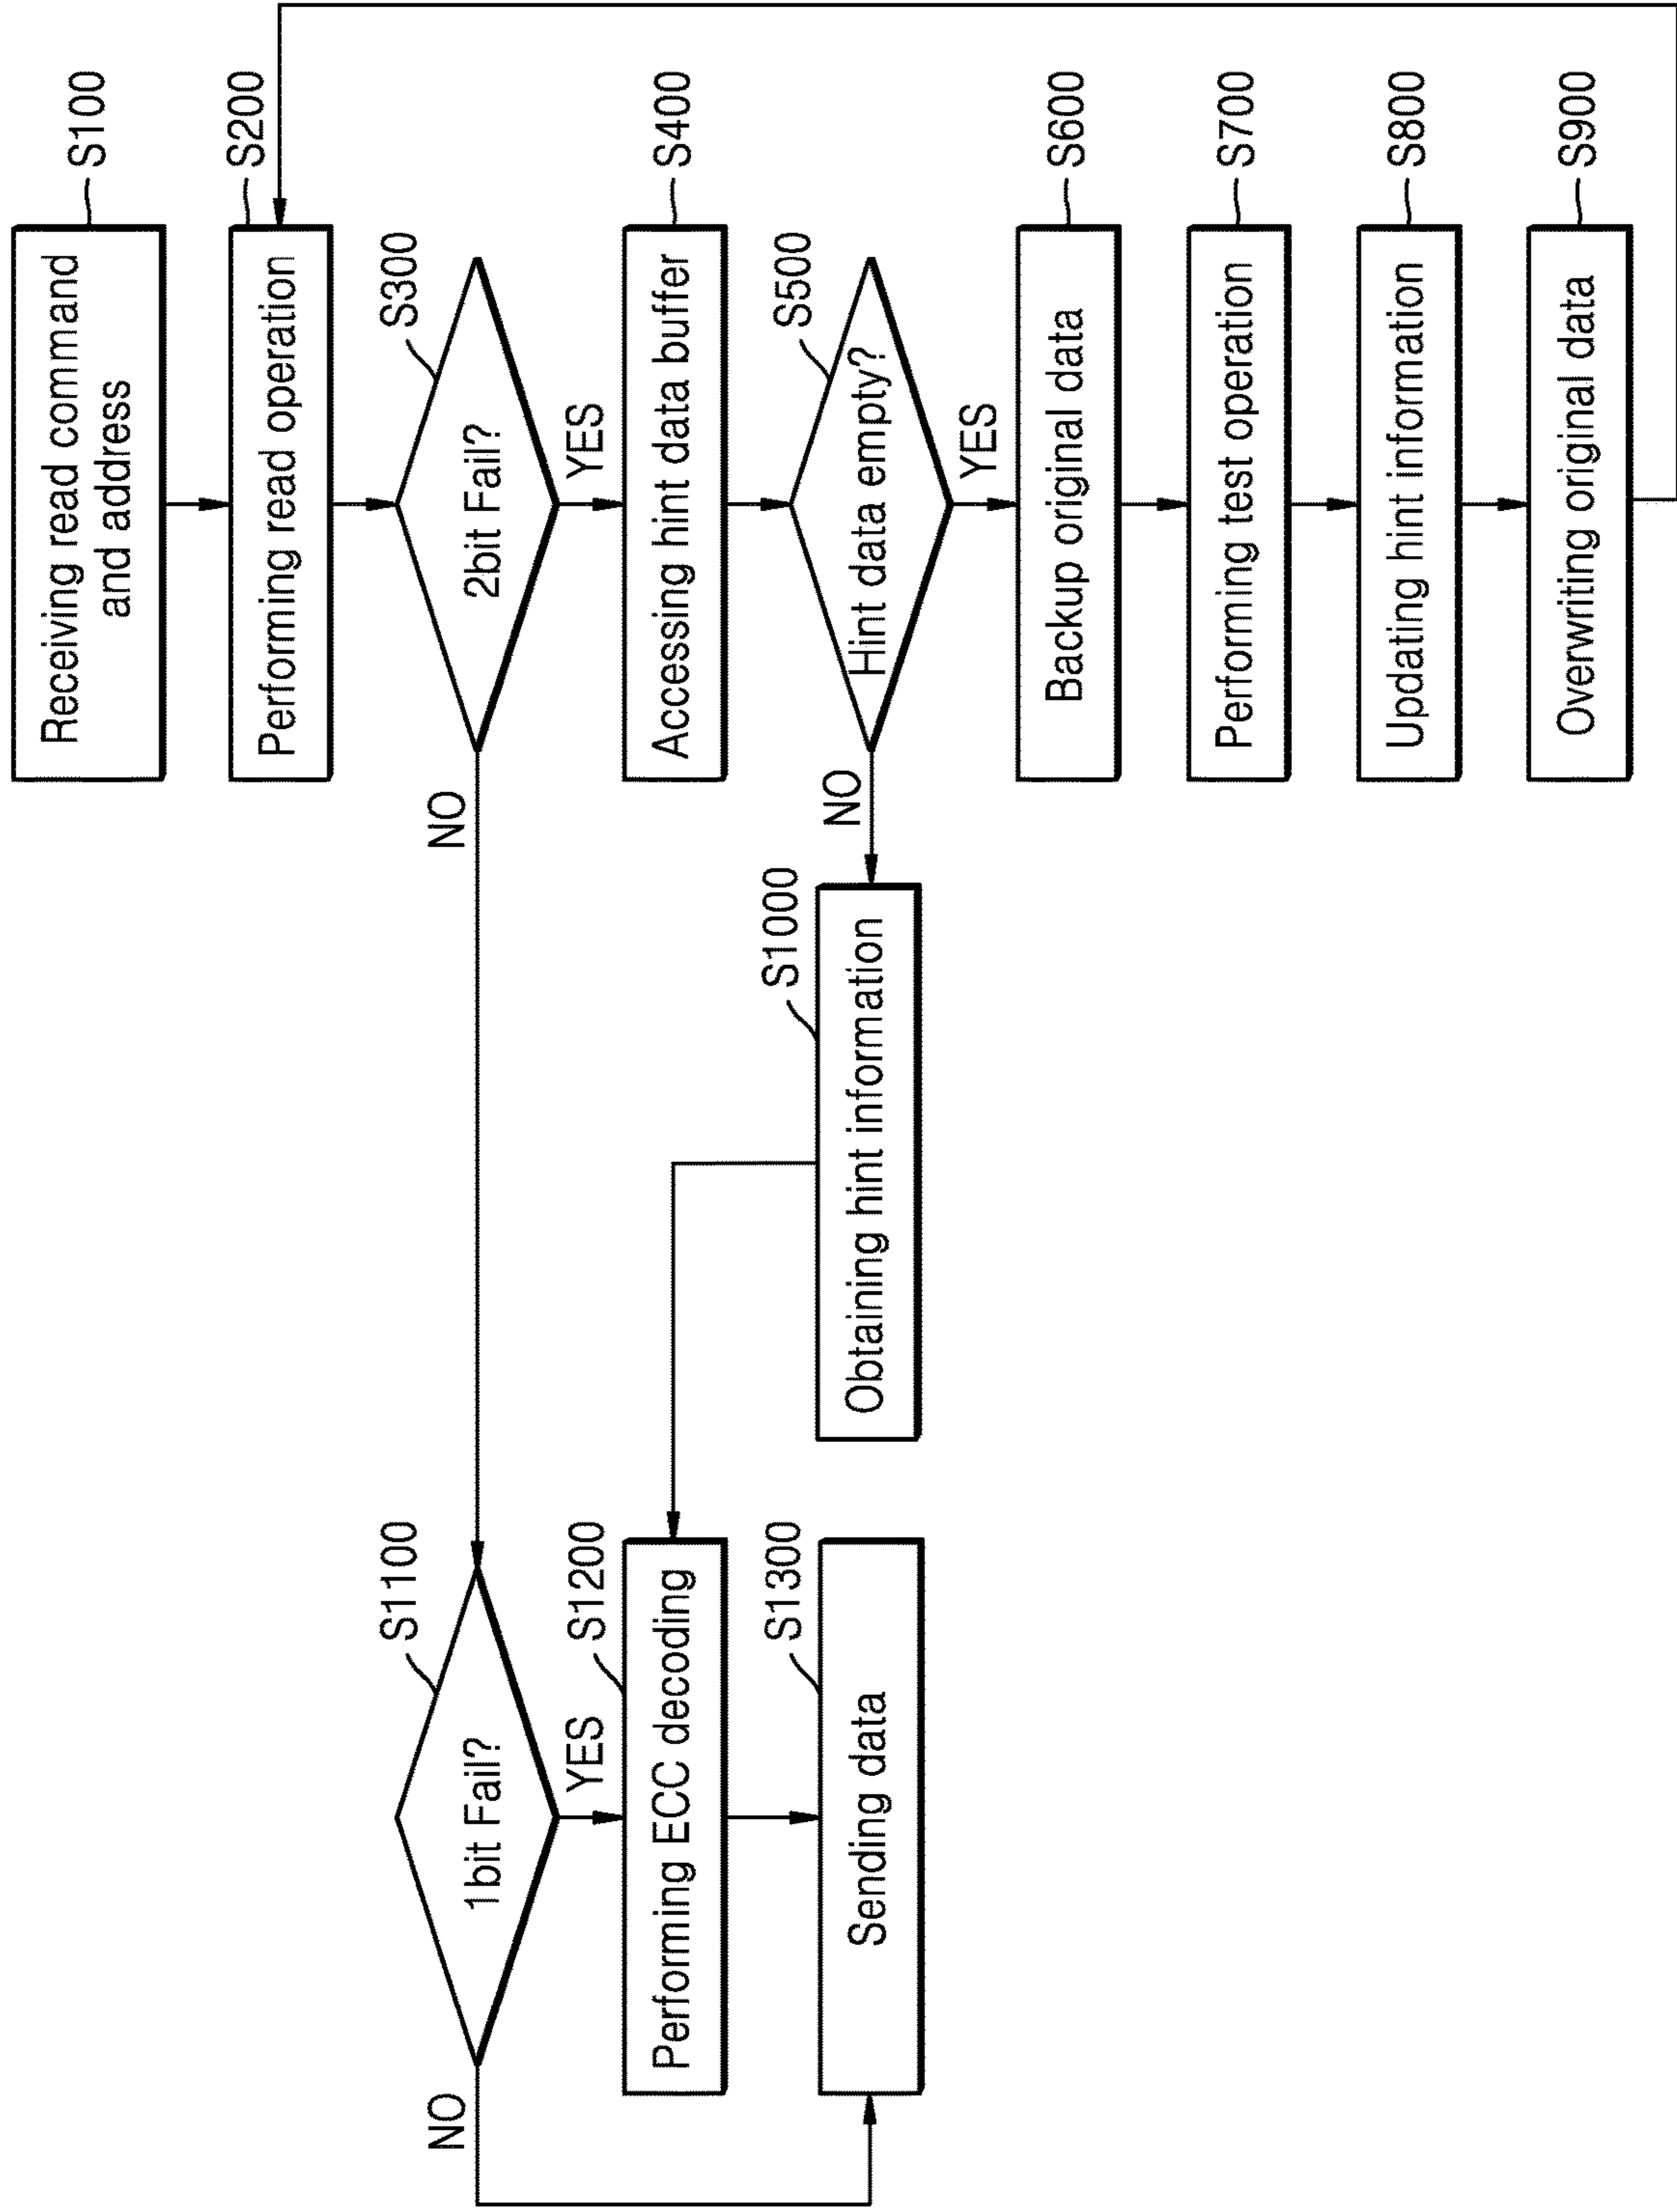 Receiving read command
and address
S100
Performing read operation
S200
2bit Fail?
S300
NO
YES
Accessing hint data buffer
S400
Hint data empty?
S500
NO
YES
Backup original data
S600
Performing test operation
S700
Updating hint information
S800
Overwriting original data
S900
Obtaining hint information
S1000
1bit Fail?
S1100
NO
YES
Performing ECC decoding
S1200
Sending data
S1300